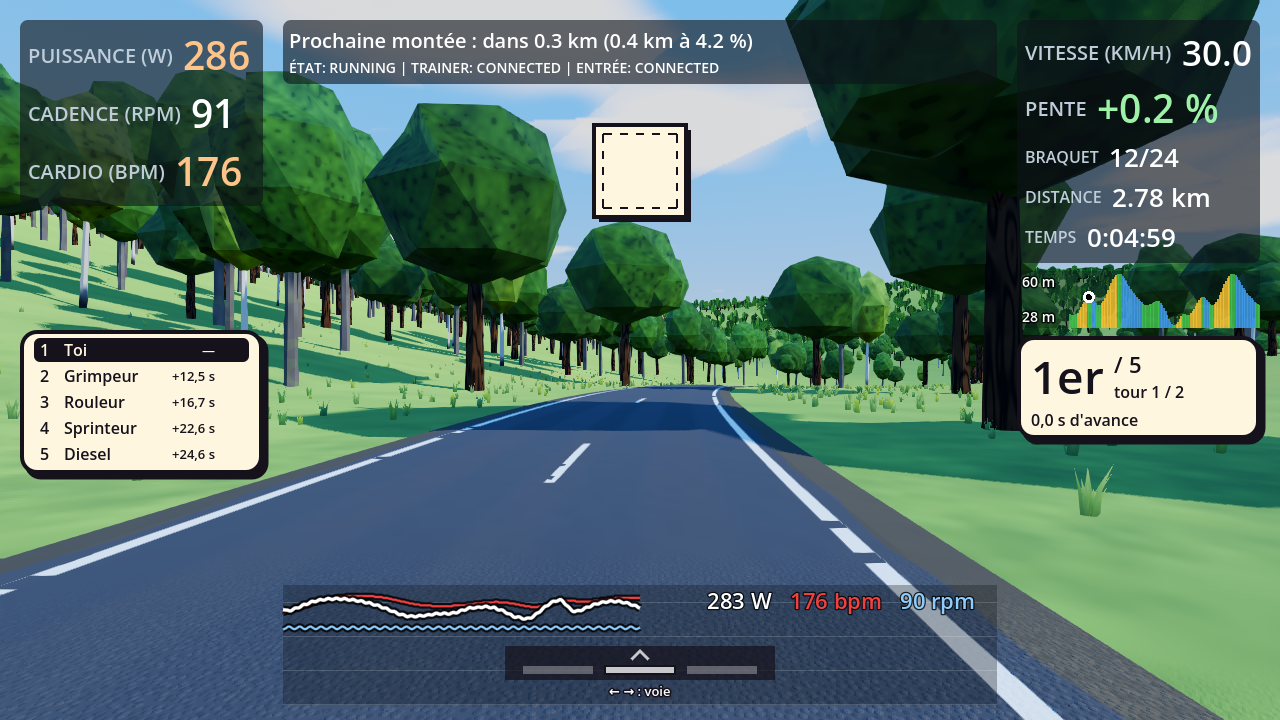 PUISSANCE (W) 286
CADENCE (RPM) 91
CARDIO (BPM) 176
Prochaine montée : dans 0.3 km (0.4 km à 4.2 %)
ÉTAT: RUNNING | TRAINER: CONNECTED | ENTRÉE: CONNECTED
VITESSE (KM/H) 30.0
PENTE +0.2 %
BRAQUET 12/24
DISTANCE 2.78 km
TEMPS 0:04:59
60 m
28 m
1 Toi —
2 Grimpeur +12,5 s
3 Rouleur +16,7 s
4 Sprinteur +22,6 s
5 Diesel +24,6 s
1er / 5
tour 1 / 2
0,0 s d'avance
283 W 176 bpm 90 rpm
← → : voie